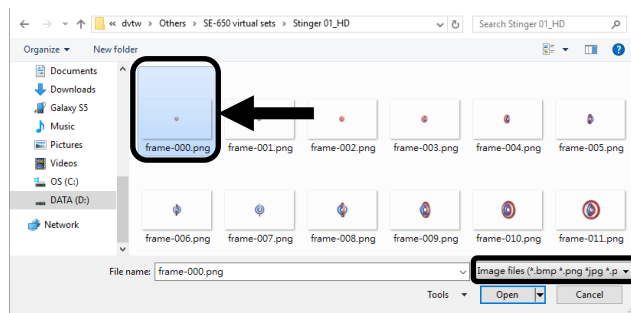 « dvtw › Others › SE-650 virtual sets › Stinger 01_HD
Search Stinger 01_HD
Organize
New folder
Documents
Downloads
Galaxy S5
Music
Pictures
Videos
OS (C:)
DATA (D:)
Network
frame-000.png frame-001.png frame-002.png frame-003.png frame-004.png frame-005.png
frame-006.png frame-007.png frame-008.png frame-009.png frame-010.png frame-011.png
File name: frame-000.png
Image files (*.bmp *.png *jpg *.p
Tools
Open
Cancel